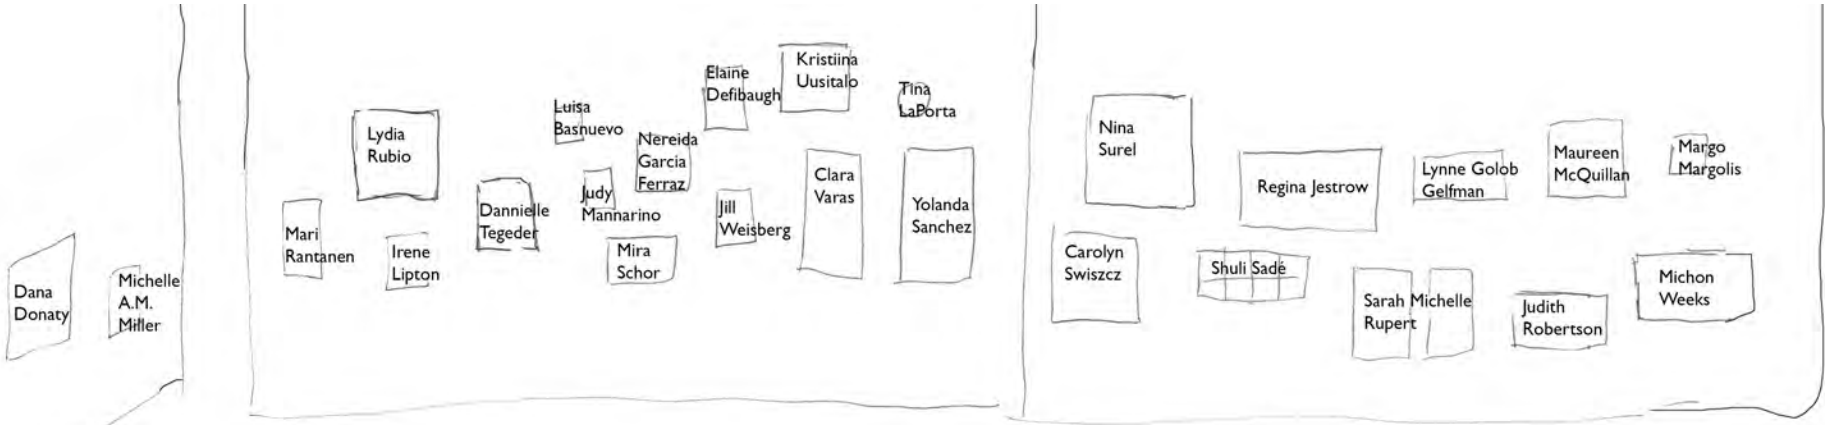 Dana
Donaty
Michelle
A.M.
Miller
Mari
Rantanen
Lydia
Rubio
Irene
Lipton
Dannielle
Tegeder
Luisa
Basnuevo
Judy
Mannarino
Nereida
Garcia
Ferraz
Mira
Schor
Elaine
Defibaugh
Jill
Weisberg
Kristiina
Uusitalo
Clara
Varas
Tina
LaPorta
Yolanda
Sanchez
Nina
Surel
Carolyn
Swiszcz
Regina Jestrow
Shuli Sadé
Lynne Golob
Gelfman
Sarah Michelle
Rupert
Maureen
McQuillan
Judith
Robertson
Margo
Margolis
Michon
Weeks